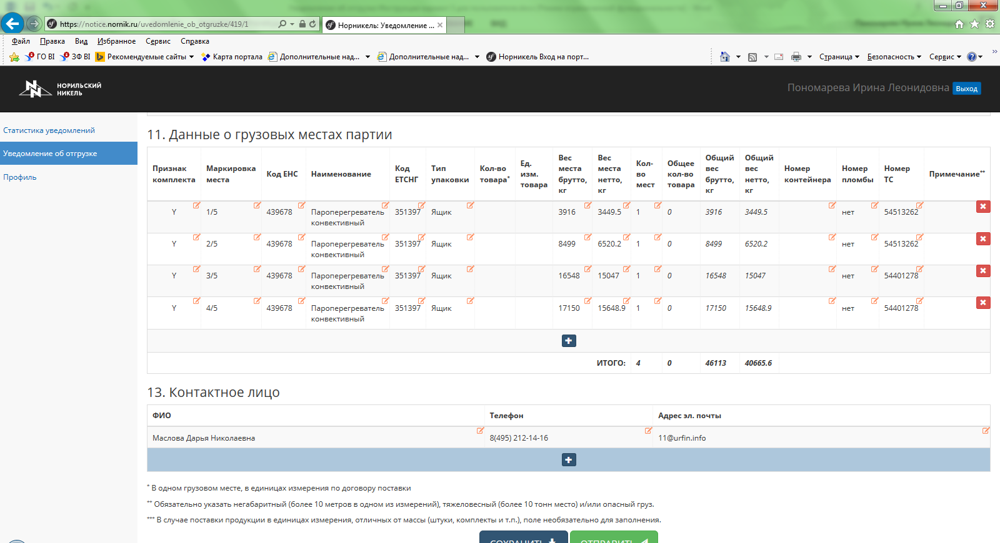 https://notice.nornik.ru/uvedomlenie_ob_otgruzke/419/1
Норникель: Уведомление ...
Файл Правка Вид Избранное Сервис Справка
ГО BI ЗФ BI Рекомендуемые сайты Карта портала Дополнительные над... Дополнительные над... Норникель Вход на порт...
Страница Безопасность Сервис
НОРИЛЬСКИЙ
НИКЕЛЬ
Пономарева Ирина Леонидовна Выход
Статистика уведомлений
Уведомление об отгрузке
Профиль
11. Данные о грузовых местах партии
Признак комплекта Маркировка места Код ЕНС Наименование Код ЕТСНГ Тип упаковки Кол-во товара* Ед. изм. товара Вес места брутто, кг Вес места нетто, кг Кол-во мест Общее кол-во товара Общий вес брутто, кг Общий вес нетто, кг Номер контейнера Номер пломбы Номер ТС Примечание**
Y 1/5 439678 Пароперегреватель конвективный 351397 Ящик 3916 3449.5 1 0 3916 3449.5 нет 54513262
Y 2/5 439678 Пароперегреватель конвективный 351397 Ящик 8499 6520.2 1 0 8499 6520.2 нет 54513262
Y 3/5 439678 Пароперегреватель конвективный 351397 Ящик 16548 15047 1 0 16548 15047 нет 54401278
Y 4/5 439678 Пароперегреватель конвективный 351397 Ящик 17150 15648.9 1 0 17150 15648.9 нет 54401278
ИТОГО: 4 0 46113 40665.6
13. Контактное лицо
ФИО Телефон Адрес эл. почты
Маслова Дарья Николаевна 8(495) 212-14-16 11@urfin.info
* В одном грузовом месте, в единицах измерения по договору поставки
** Обязательно указать негабаритный (более 10 метров в одном из измерений), тяжеловесный (более 10 тонн место) и/или опасный груз.
*** В случае поставки продукции в единицах измерения, отличных от массы (штуки, комплекты и т.п.), поле необязательно для заполнения.
СОХРАНИТЬ ОТПРАВИТЬ